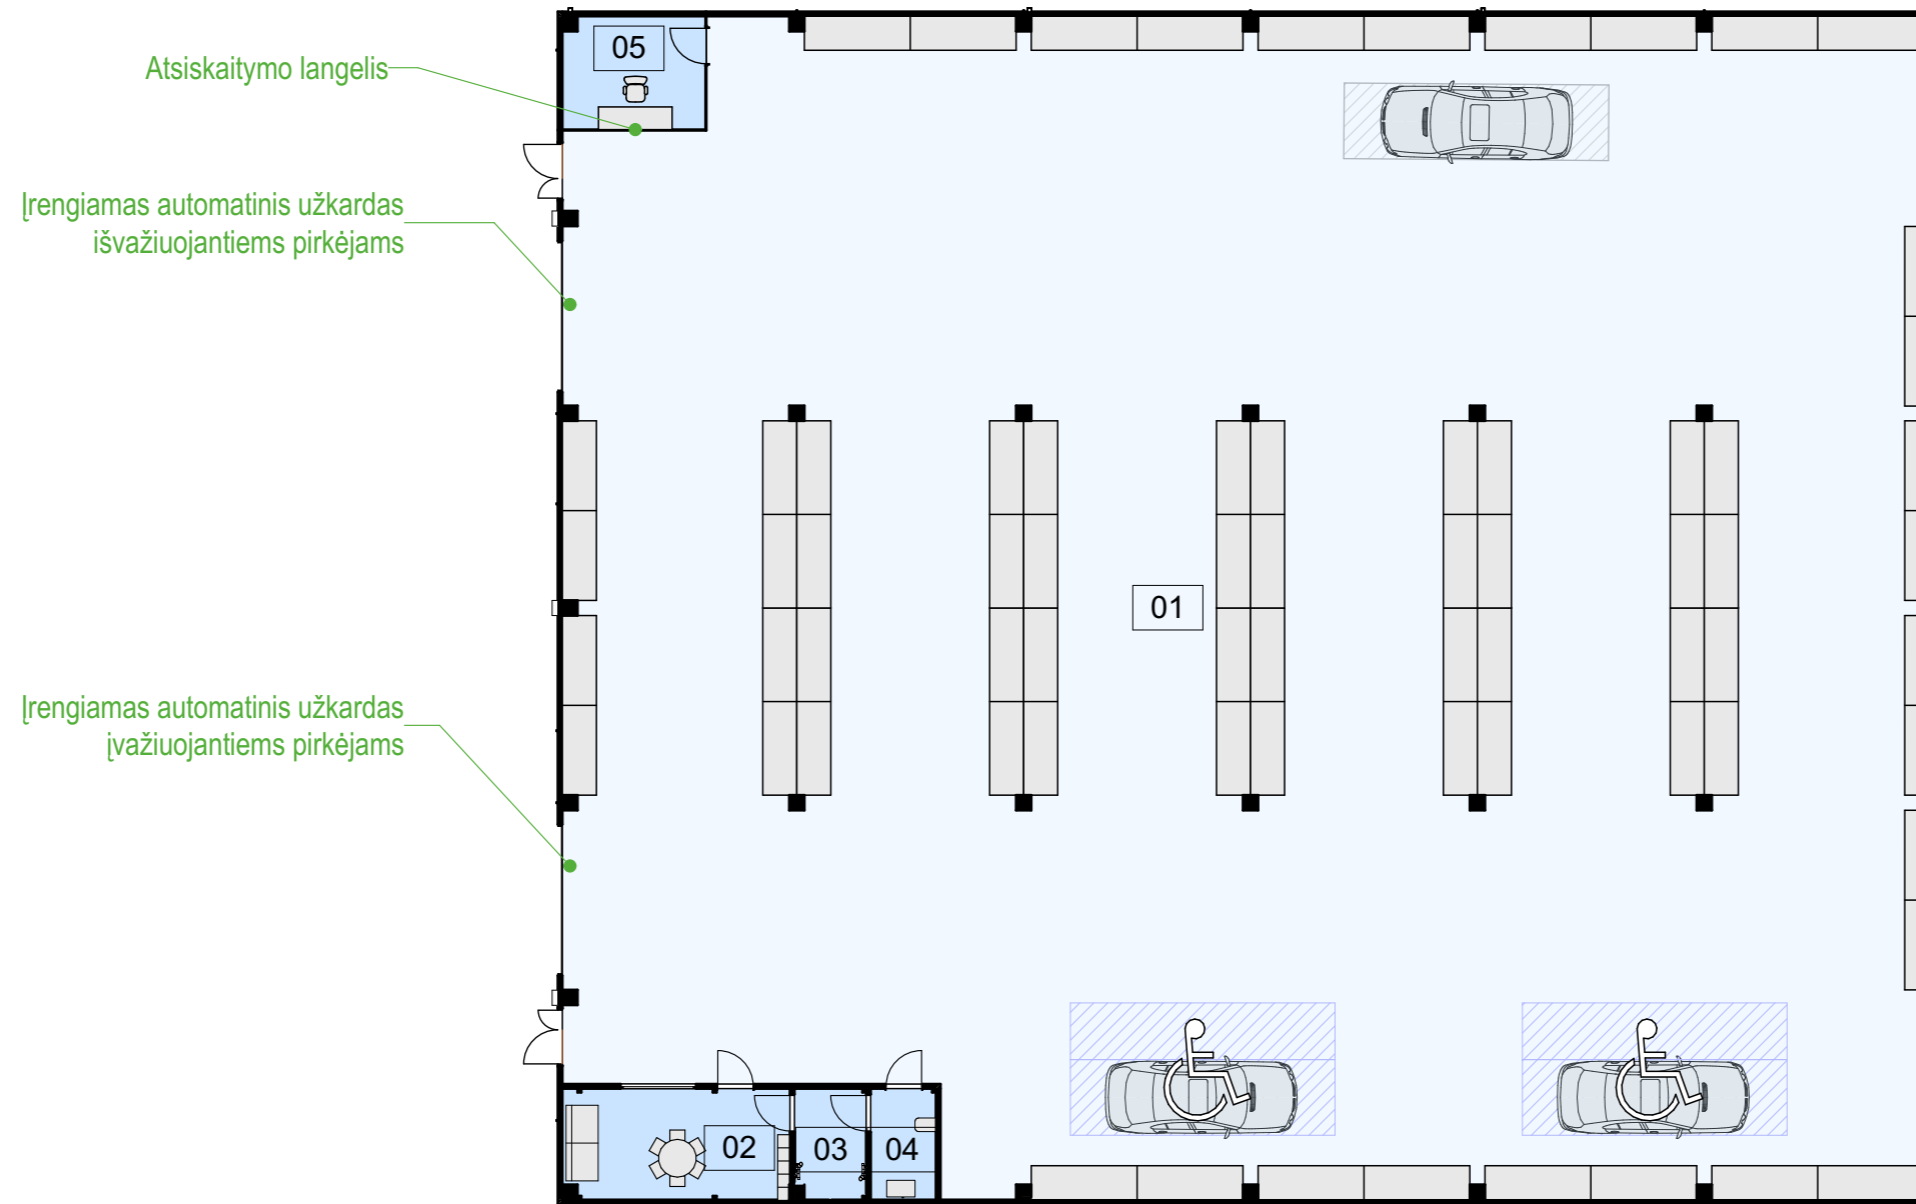 05
Atsiskaitymo langelis
Įrengiamas automatinis užkardas
išvažiuojantiems pirkėjams
01
Įrengiamas automatinis užkardas
įvažiuojantiems pirkėjams
02
03
04